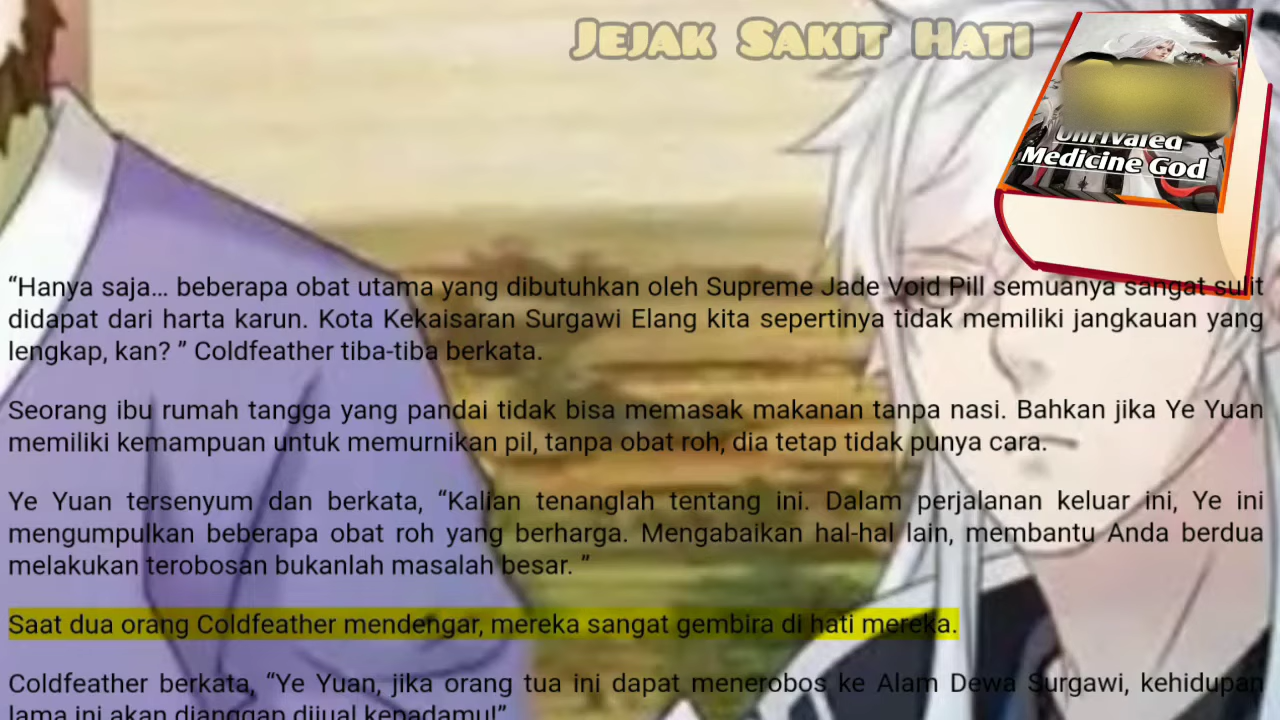 Jejak Sakit Hati
Unrivaled
Medicine God
“Hanya saja… beberapa obat utama yang dibutuhkan oleh Supreme Jade Void Pill semuanya sangat sulit
didapat dari harta karun. Kota Kekaisaran Surgawi Elang kita sepertinya tidak memiliki jangkauan yang
lengkap, kan? ” Coldfeather tiba-tiba berkata.
Seorang ibu rumah tangga yang pandai tidak bisa memasak makanan tanpa nasi. Bahkan jika Ye Yuan
memiliki kemampuan untuk memurnikan pil, tanpa obat roh, dia tetap tidak punya cara.
Ye Yuan tersenyum dan berkata, “Kalian tenanglah tentang ini. Dalam perjalanan keluar ini, Ye ini
mengumpulkan beberapa obat roh yang berharga. Mengabaikan hal-hal lain, membantu Anda berdua
melakukan terobosan bukanlah masalah besar. ”
Saat dua orang Coldfeather mendengar, mereka sangat gembira di hati mereka.
Coldfeather berkata, “Ye Yuan, jika orang tua ini dapat menerobos ke Alam Dewa Surgawi, kehidupan
lama ini akan dianggap dijual kepadamu!”